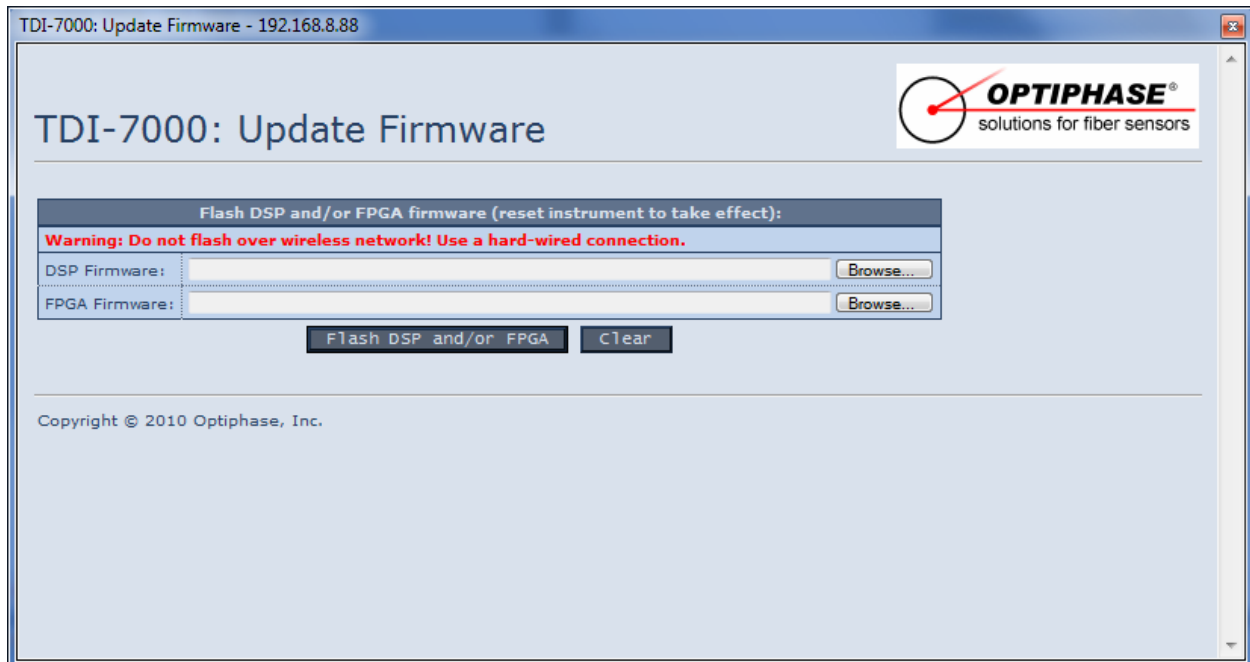 TDI-7000: Update Firmware - 192.168.8.88
OPTIPHASE®
solutions for fiber sensors
TDI-7000: Update Firmware
Flash DSP and/or FPGA firmware (reset instrument to take effect):
Warning: Do not flash over wireless network! Use a hard-wired connection.
DSP Firmware: Browse...
FPGA Firmware: Browse...
Flash DSP and/or FPGA Clear
Copyright © 2010 Optiphase, Inc.